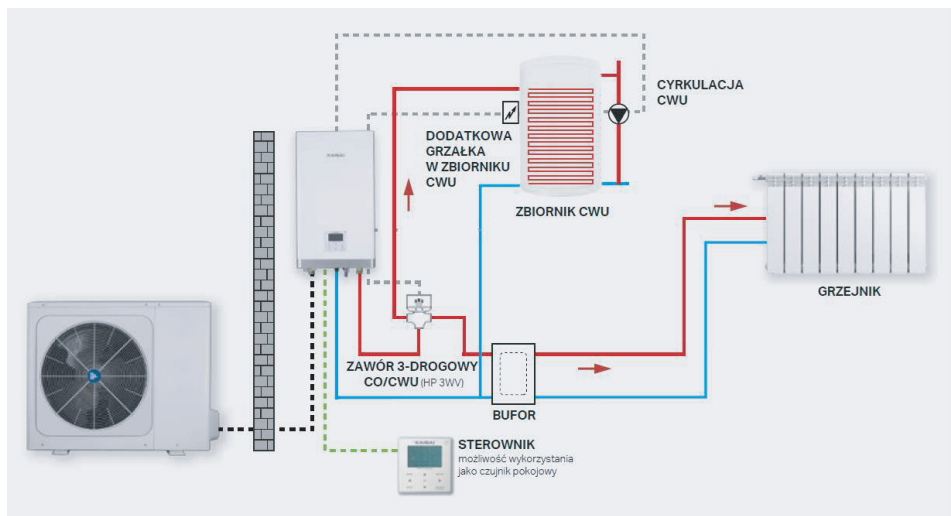 CYRKULACJA
CWU
DODATKOWA
GRZAŁKA
W ZBIORNIKU
CWU
ZBIORNIK CWU
GRZEJNIK
ZAWÓR 3-DROGOWY
CO/CWU (HP 3WV)
BUFOR
STEROWNIK
możliwość wykorzystania
jako czujnik pokojowy